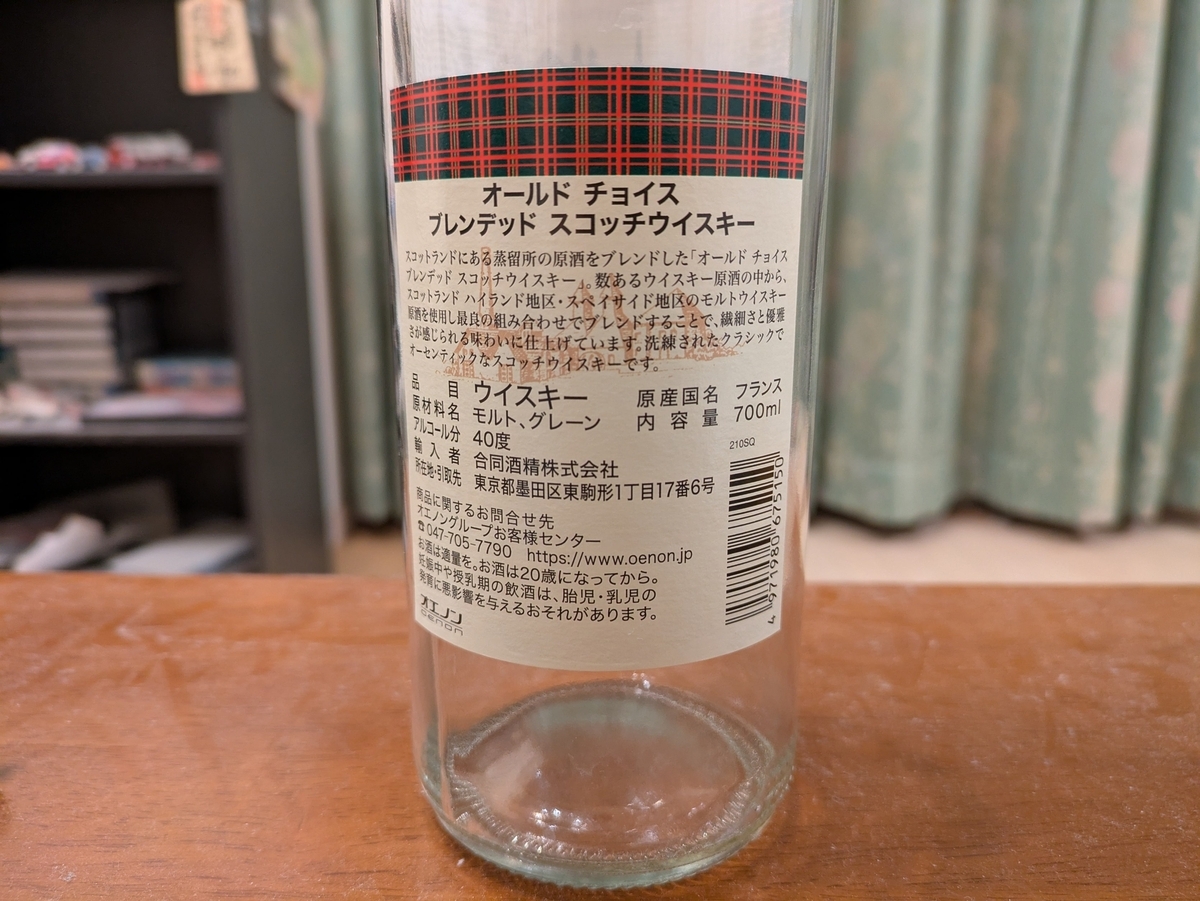 オールド チョイス
ブレンデッド スコッチウイスキー
スコットランドにある蒸留所の原酒をブレンドした「オールド チョイス
ブレンデッド スコッチウイスキー」。数あるウイスキー原酒の中から、
スコットランド ハイランド地区・スペイサイド地区のモルトウイスキー
原酒を使用し最良の組み合わせでブレンドすることで、繊細さと優雅
さが感じられる味わいに仕上げています。洗練されたクラシックで
オーセンティックなスコッチウイスキーです。
品目 ウイスキー 原産国名 フランス
原材料名 モルト、グレーン 内容量 700ml
アルコール分 40度
輸入者 合同酒精株式会社
所在地・引取先 東京都墨田区東駒形1丁目17番6号
210SQ
商品に関するお問合せ先
オエノングループお客様センター
☎047-705-7790 https://www.oenon.jp
お酒は適量を。お酒は20歳になってから。
妊娠中や授乳期の飲酒は、胎児・乳児の
発育に悪影響を与えるおそれがあります。
オエノン
OENON
4 971980 675150